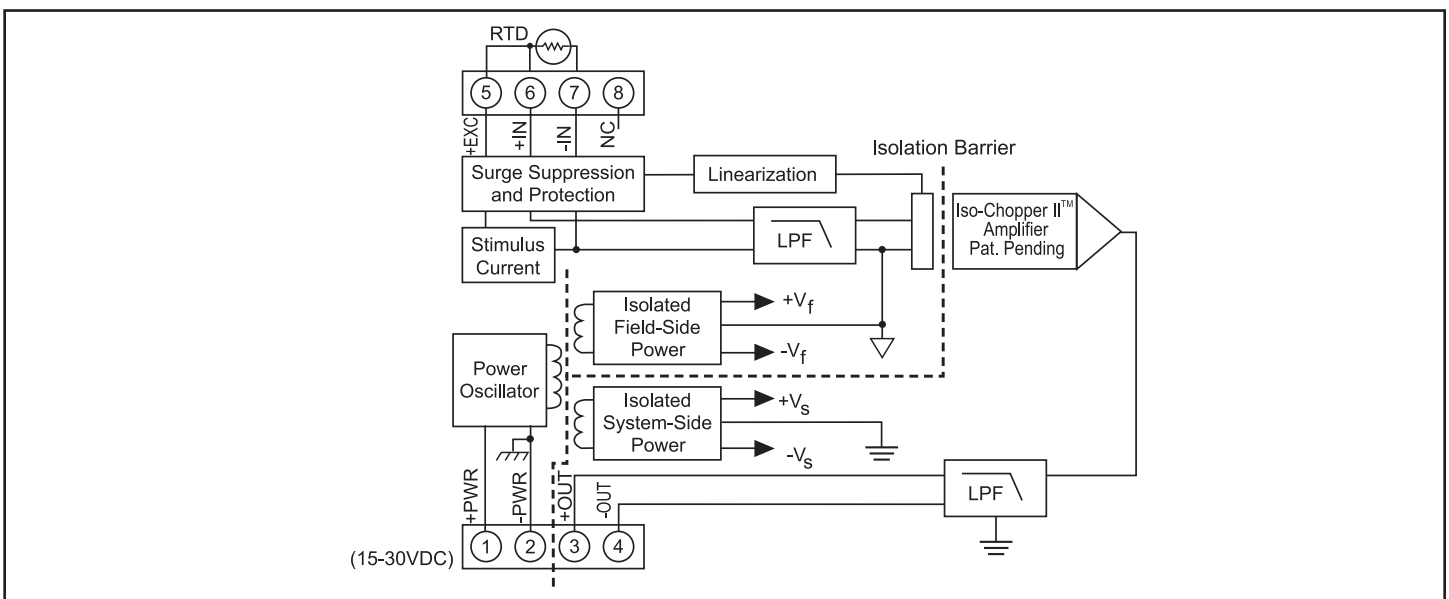 RTD
5 6 7 8
+EXC
+IN
-IN
NC
Isolation Barrier
Surge Suppression
and Protection
Linearization
Iso-Chopper II™
Amplifier
Pat. Pending
LPF
Stimulus
Current
Isolated
Field-Side
Power
+Vf
-Vf
Power
Oscillator
Isolated
System-Side
Power
+Vs
-Vs
+PWR
-PWR
+OUT
-OUT
LPF
(15-30VDC)
1 2 3 4